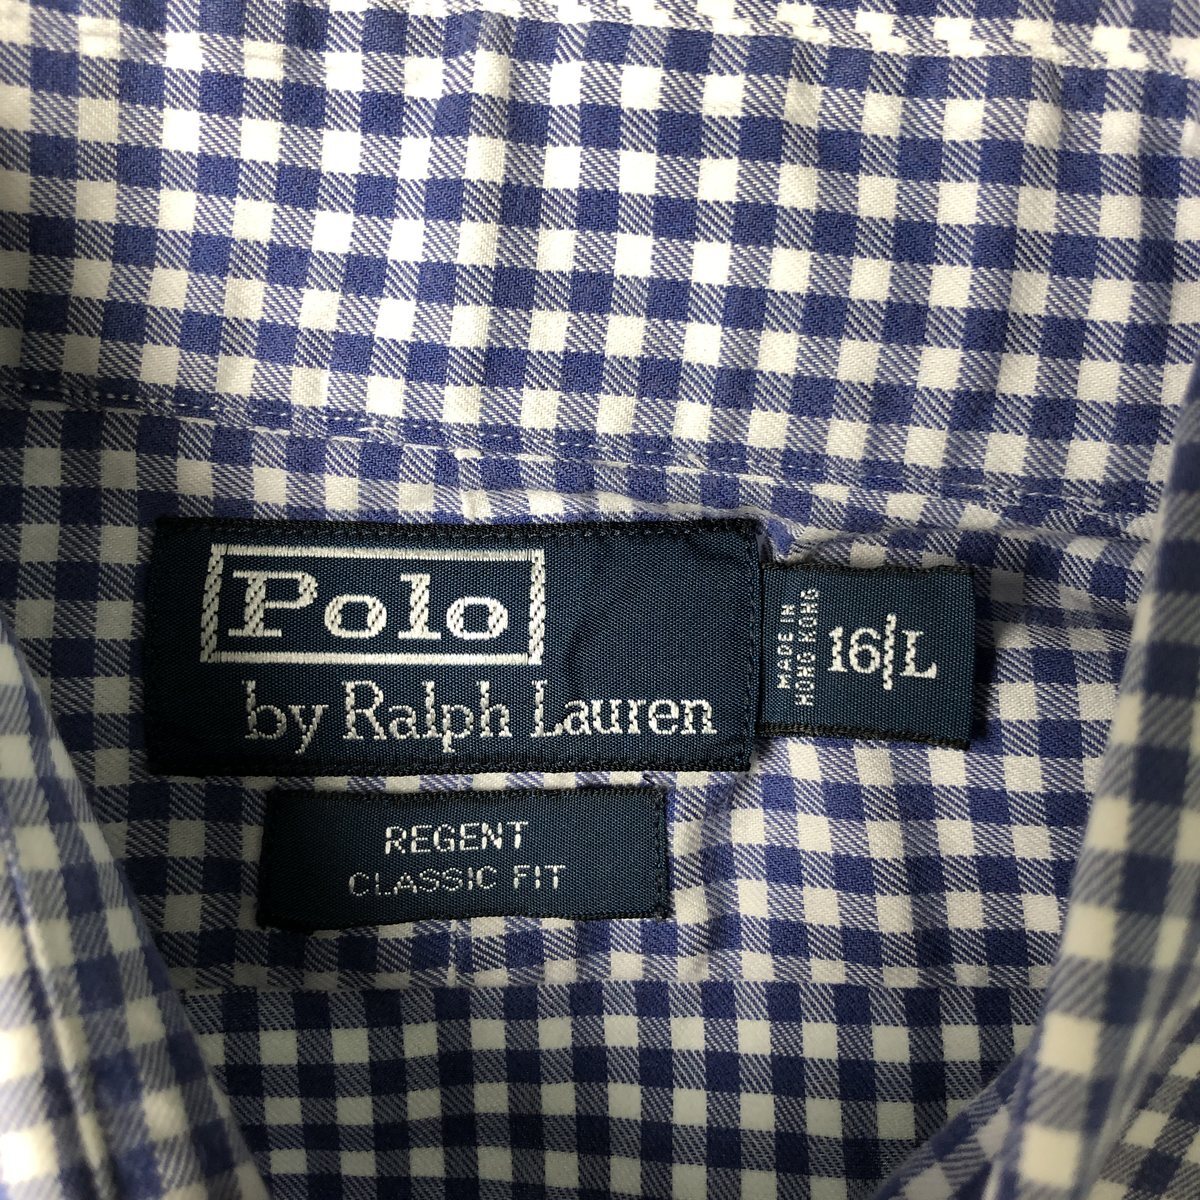 Polo
by Ralph Lauren
MADE IN
HONG KONG
16/L
REGENT
CLASSIC FIT